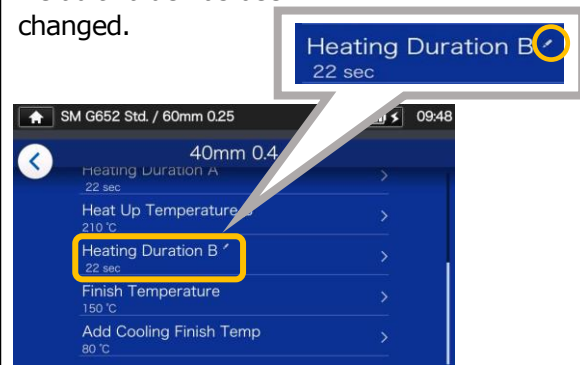 changed.
Heating Duration B
22 sec
SM G652 Std. / 60mm 0.25
09:48
40mm 0.4
Heating Duration A
22 sec
Heat Up Temperature
210 ℃
Heating Duration B
22 sec
Finish Temperature
150 ℃
Add Cooling Finish Temp
80 ℃